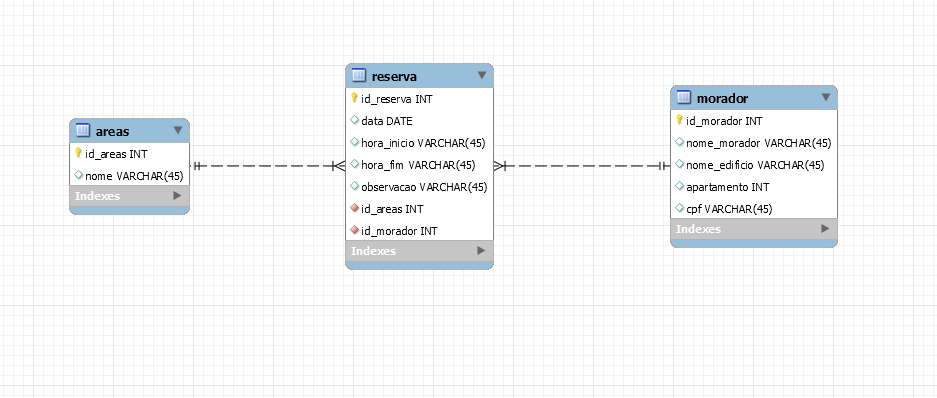 areas
id_areas INT
nome VARCHAR(45)
Indexes
reserva
id_reserva INT
data DATE
hora_inicio VARCHAR(45)
hora_fim VARCHAR(45)
observacao VARCHAR(45)
id_areas INT
id_morador INT
Indexes
morador
id_morador INT
nome_morador VARCHAR(45)
nome_edificio VARCHAR(45)
apartamento INT
cpf VARCHAR(45)
Indexes